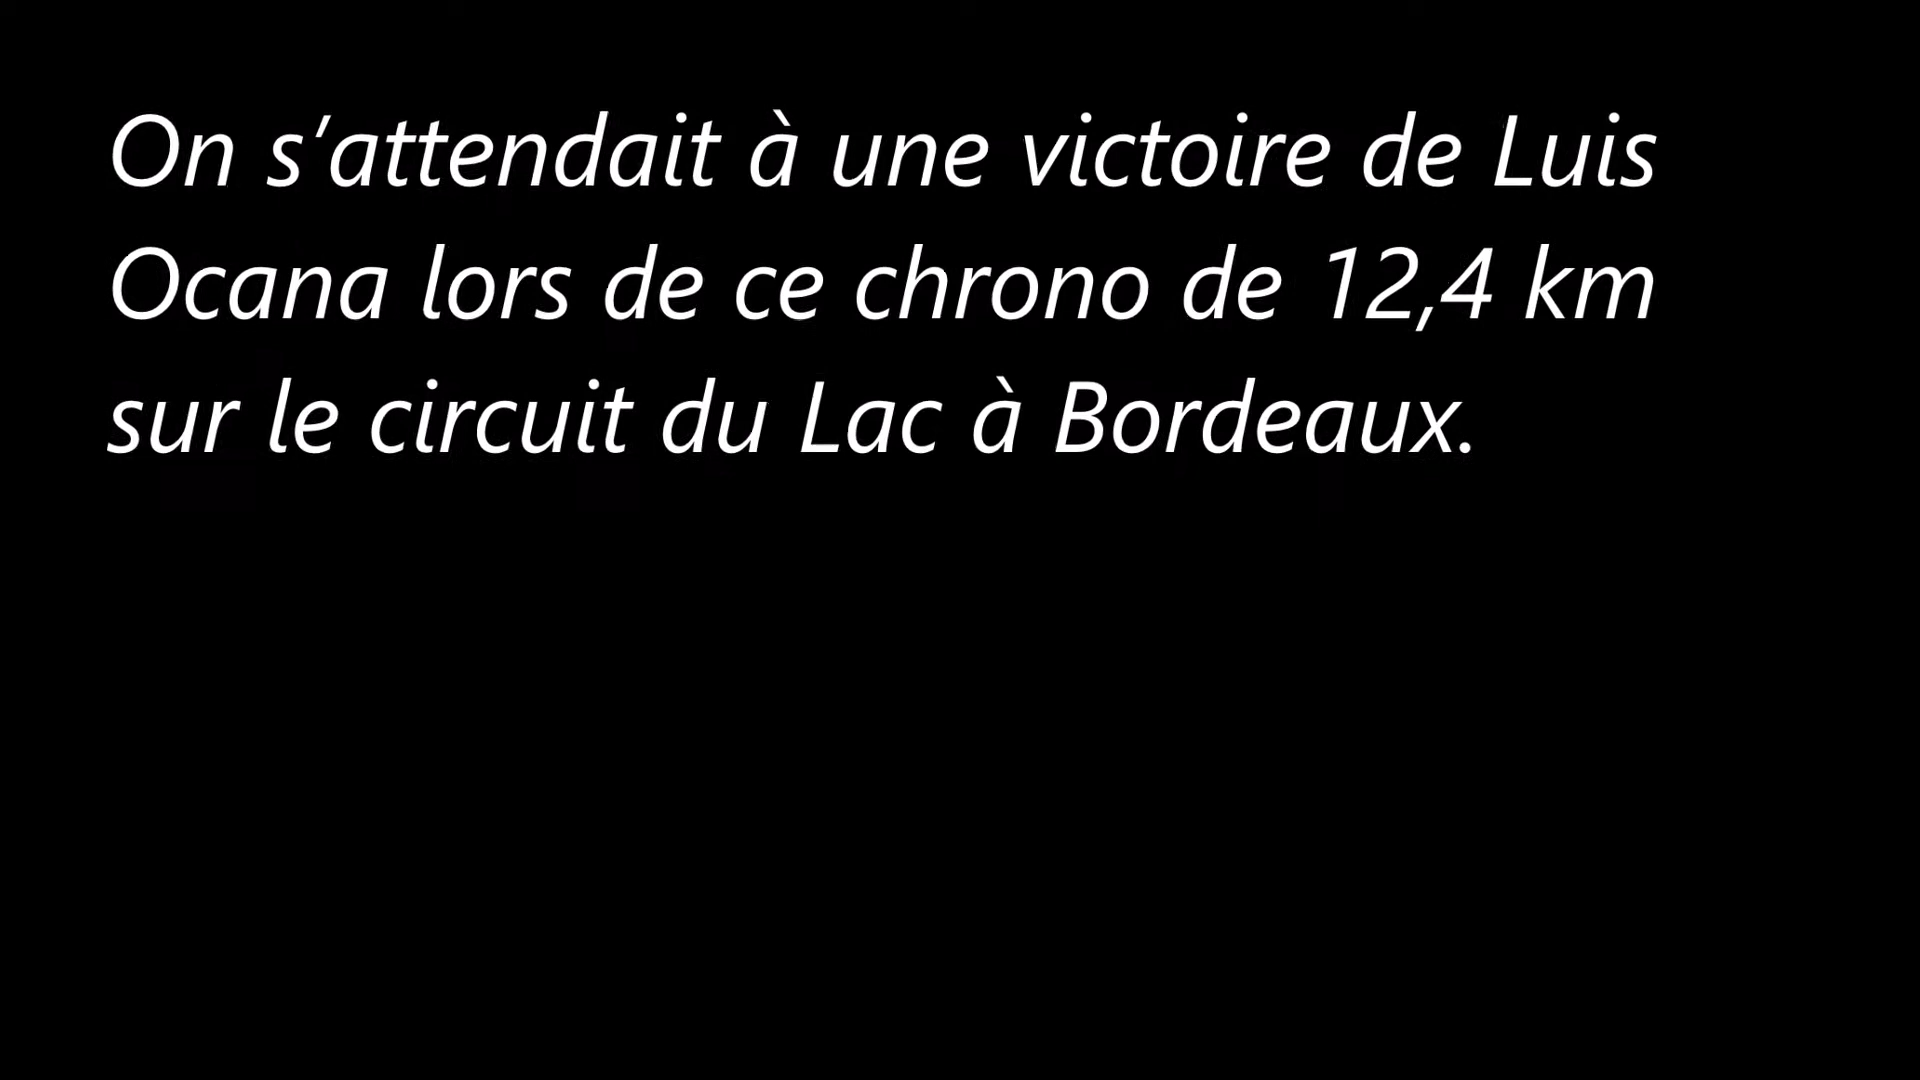 On s’attendait à une victoire de Luis
Ocana lors de ce chrono de 12,4 km
sur le circuit du Lac à Bordeaux.